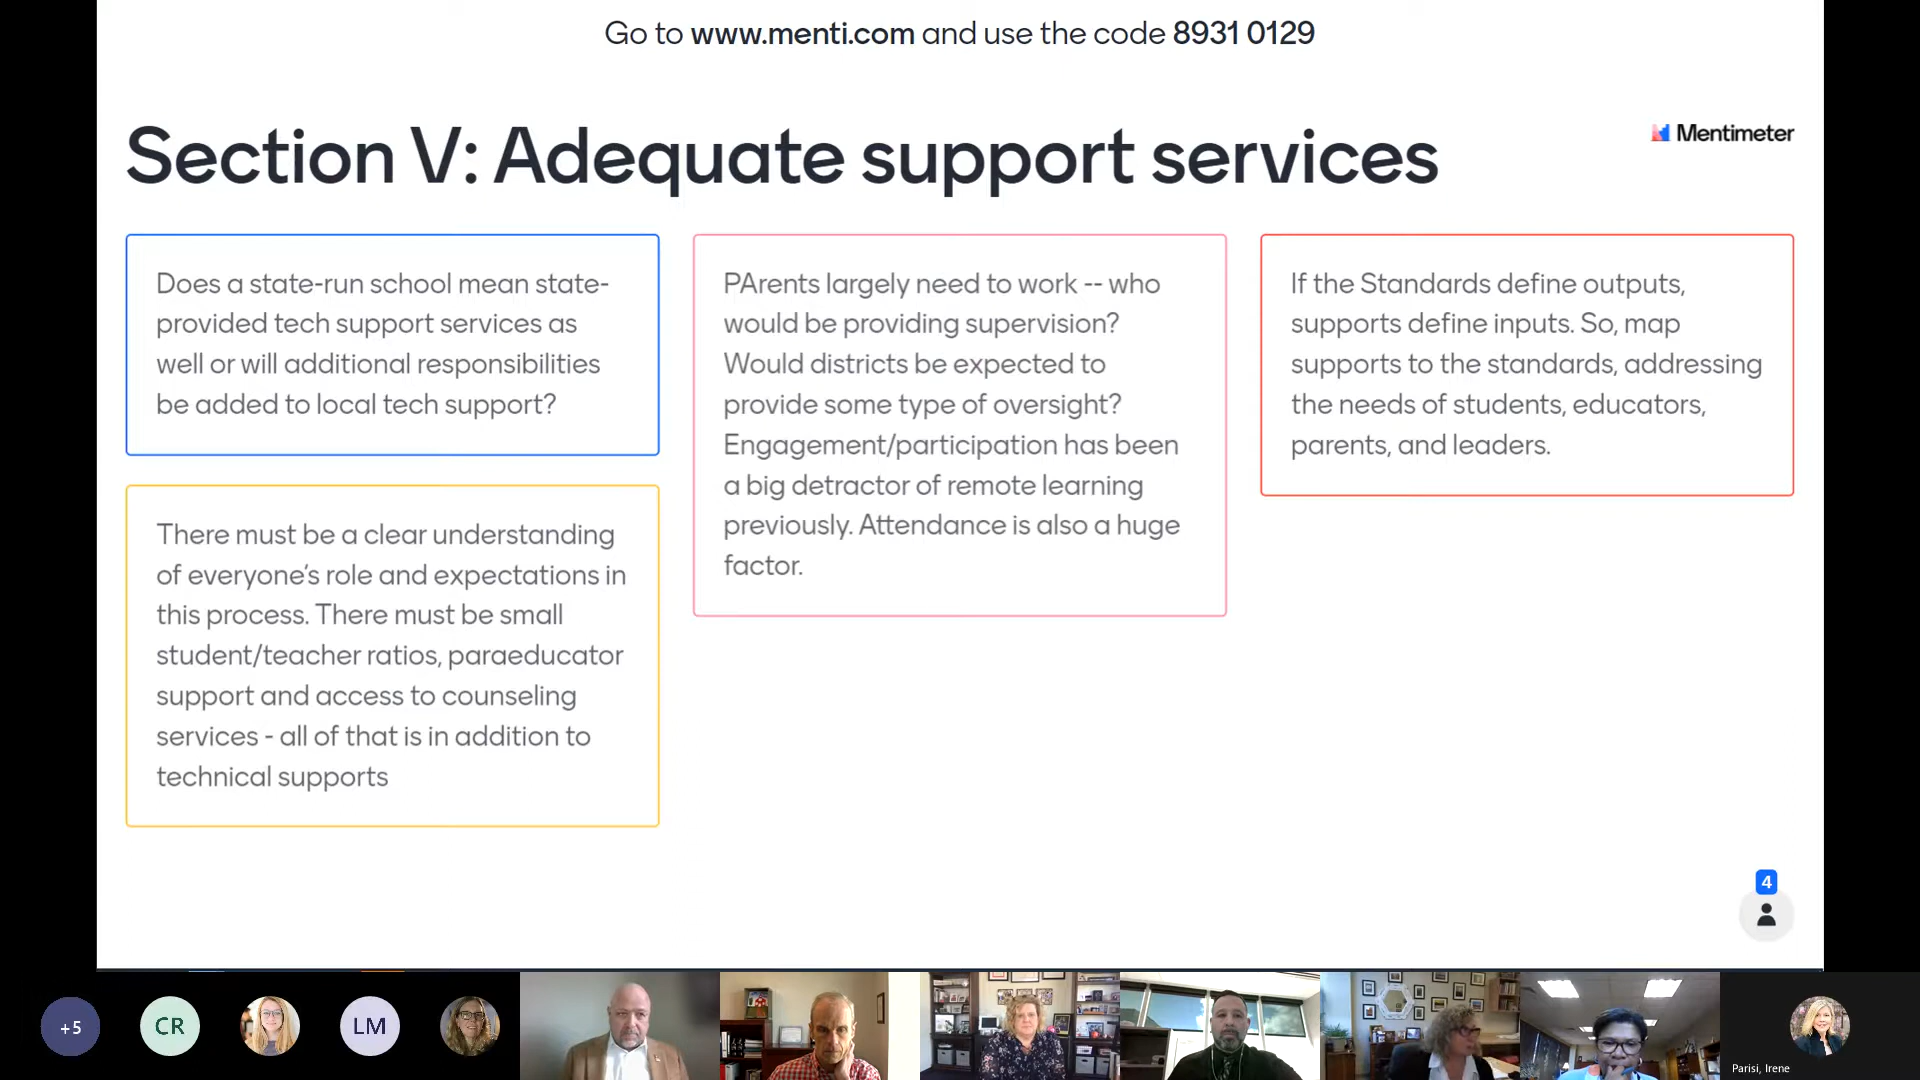 Go to www.menti.com and use the code 8931 0129
Section V: Adequate support services
Mentimeter
Does a state-run school mean state-
provided tech support services as
well or will additional responsibilities
be added to local tech support?
There must be a clear understanding
of everyone's role and expectations in
this process. There must be small
student/teacher ratios, paraeducator
support and access to counseling
services - all of that is in addition to
technical supports
PArents largely need to work -- who
would be providing supervision?
Would districts be expected to
provide some type of oversight?
Engagement/participation has been
a big detractor of remote learning
previously. Attendance is also a huge
factor.
If the Standards define outputs,
supports define inputs. So, map
supports to the standards, addressing
the needs of students, educators,
parents, and leaders.
4
+5
CR
LM
Parisi, Irene